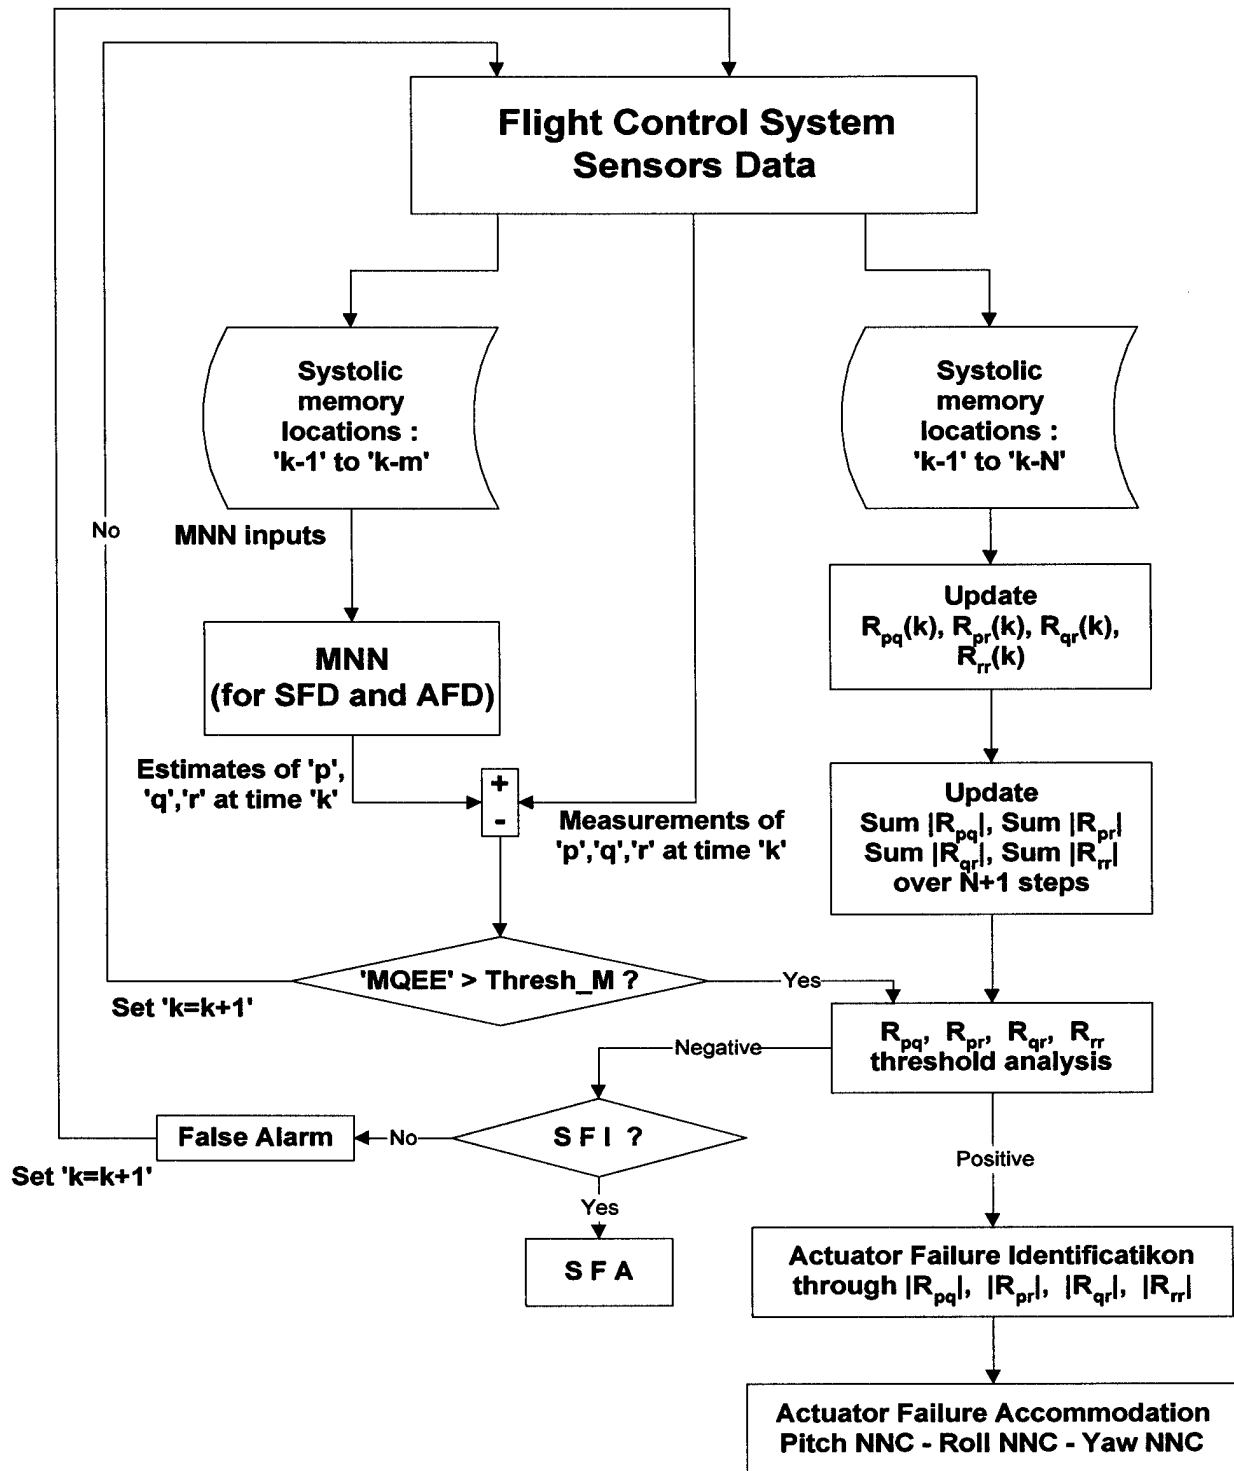 Flight Control System
Sensors Data
Systolic
memory
locations :
'k-1' to 'k-m'
Systolic
memory
locations :
'k-1' to 'k-N'
No
MNN inputs
Update
Rpq(k), Rpr(k), Rqr(k),
Rrr(k)
MNN
(for SFD and AFD)
Estimates of 'p',
'q','r' at time 'k'
+
-
Measurements of
'p','q','r' at time 'k'
Update
Sum |Rpq|, Sum |Rpr|
Sum |Rqr|, Sum |Rrr|
over N+1 steps
'MQEE' > Thresh_M ?
Yes
Set 'k=k+1'
Rpq, Rpr, Rqr, Rrr
threshold analysis
Negative
S F I ?
No
False Alarm
Set 'k=k+1'
Positive
Yes
S F A
Actuator Failure Identificatikon
through |Rpq|, |Rpr|, |Rqr|, |Rrr|
Actuator Failure Accommodation
Pitch NNC - Roll NNC - Yaw NNC